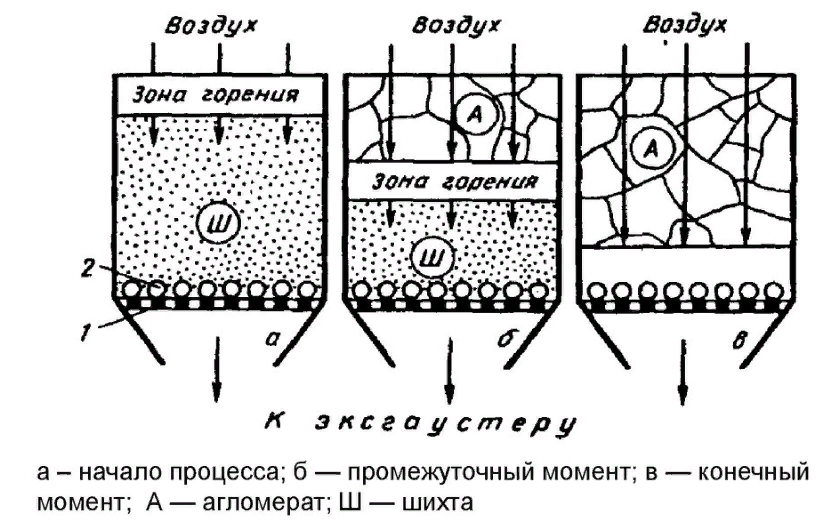 Воздух Воздух Воздух
Зона горения
А
А
Зона горения
Ш
Ш
2
1
а б в
К эксгаустеру
а – начало процесса; б — промежуточный момент; в — конечный
момент; А — агломерат; Ш — шихта